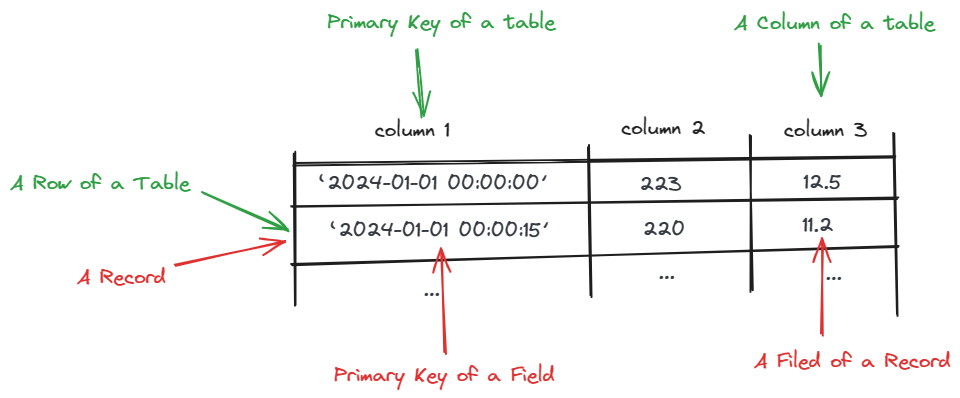 Primary Key of a table
A Column of a table
column 1
column 2
column 3
A Row of a Table
'2024-01-01 00:00:00'
223
12.5
'2024-01-01 00:00:15'
220
11.2
A Record
...
...
...
Primary Key of a Field
A Filed of a Record